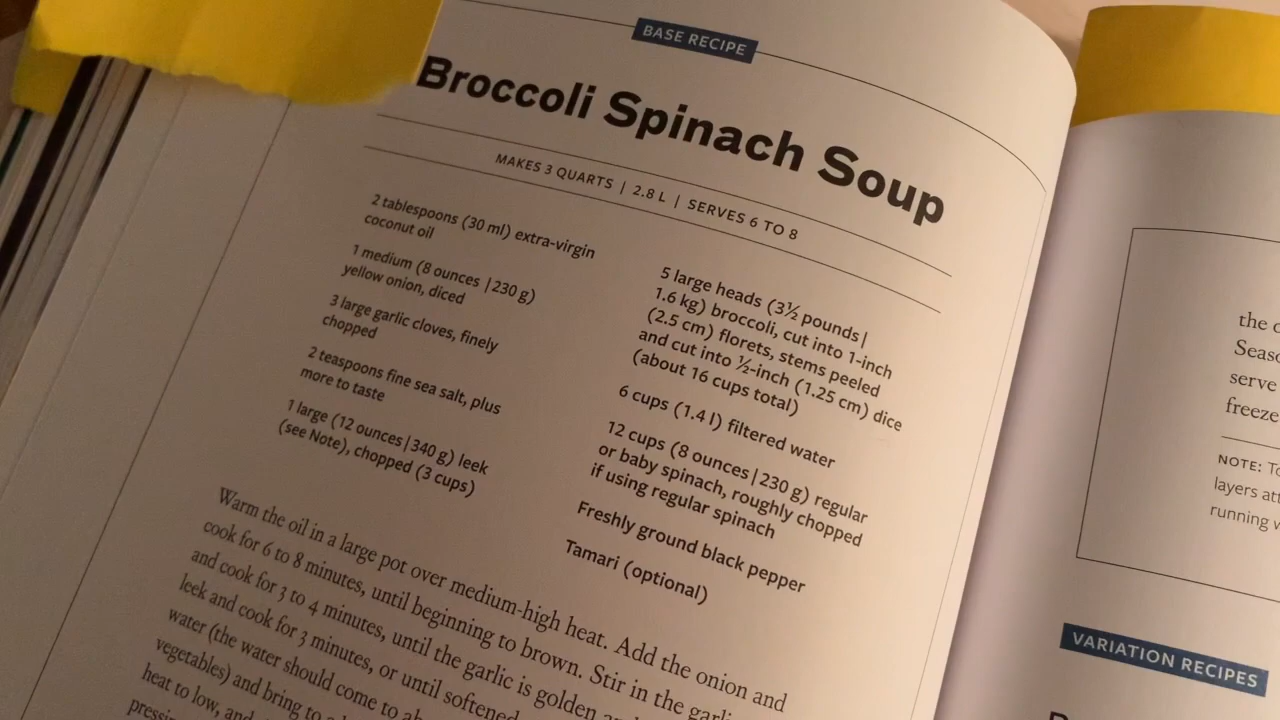 BASE RECIPE
Broccoli Spinach Soup
MAKES 3 QUARTS | 2.8 L | SERVES 6 TO 8
2 tablespoons (30 ml) extra-virgin
coconut oil
1 medium (8 ounces | 230 g)
yellow onion, diced
3 large garlic cloves, finely
chopped
2 teaspoons fine sea salt, plus
more to taste
1 large (12 ounces | 340 g) leek
(see Note), chopped (3 cups)
5 large heads (3½ pounds |
1.6 kg) broccoli, cut into 1-inch
(2.5 cm) florets, stems peeled
and cut into ½-inch (1.25 cm) dice
(about 16 cups total)
6 cups (1.4 l) filtered water
12 cups (8 ounces | 230 g) regular
or baby spinach, roughly chopped
if using regular spinach
Freshly ground black pepper
Tamari (optional)
Warm the oil in a large pot over medium-high heat. Add the onion and
cook for 6 to 8 minutes, until beginning to brown. Stir in the
and cook for 3 to 4 minutes, until the garlic is golden
leek and cook for 3 minutes, or until softened
water (the water should come to
vegetables) and bring to
heat to low, and
the
serve
NOTE:
layers
running
VARIATION RECIPES